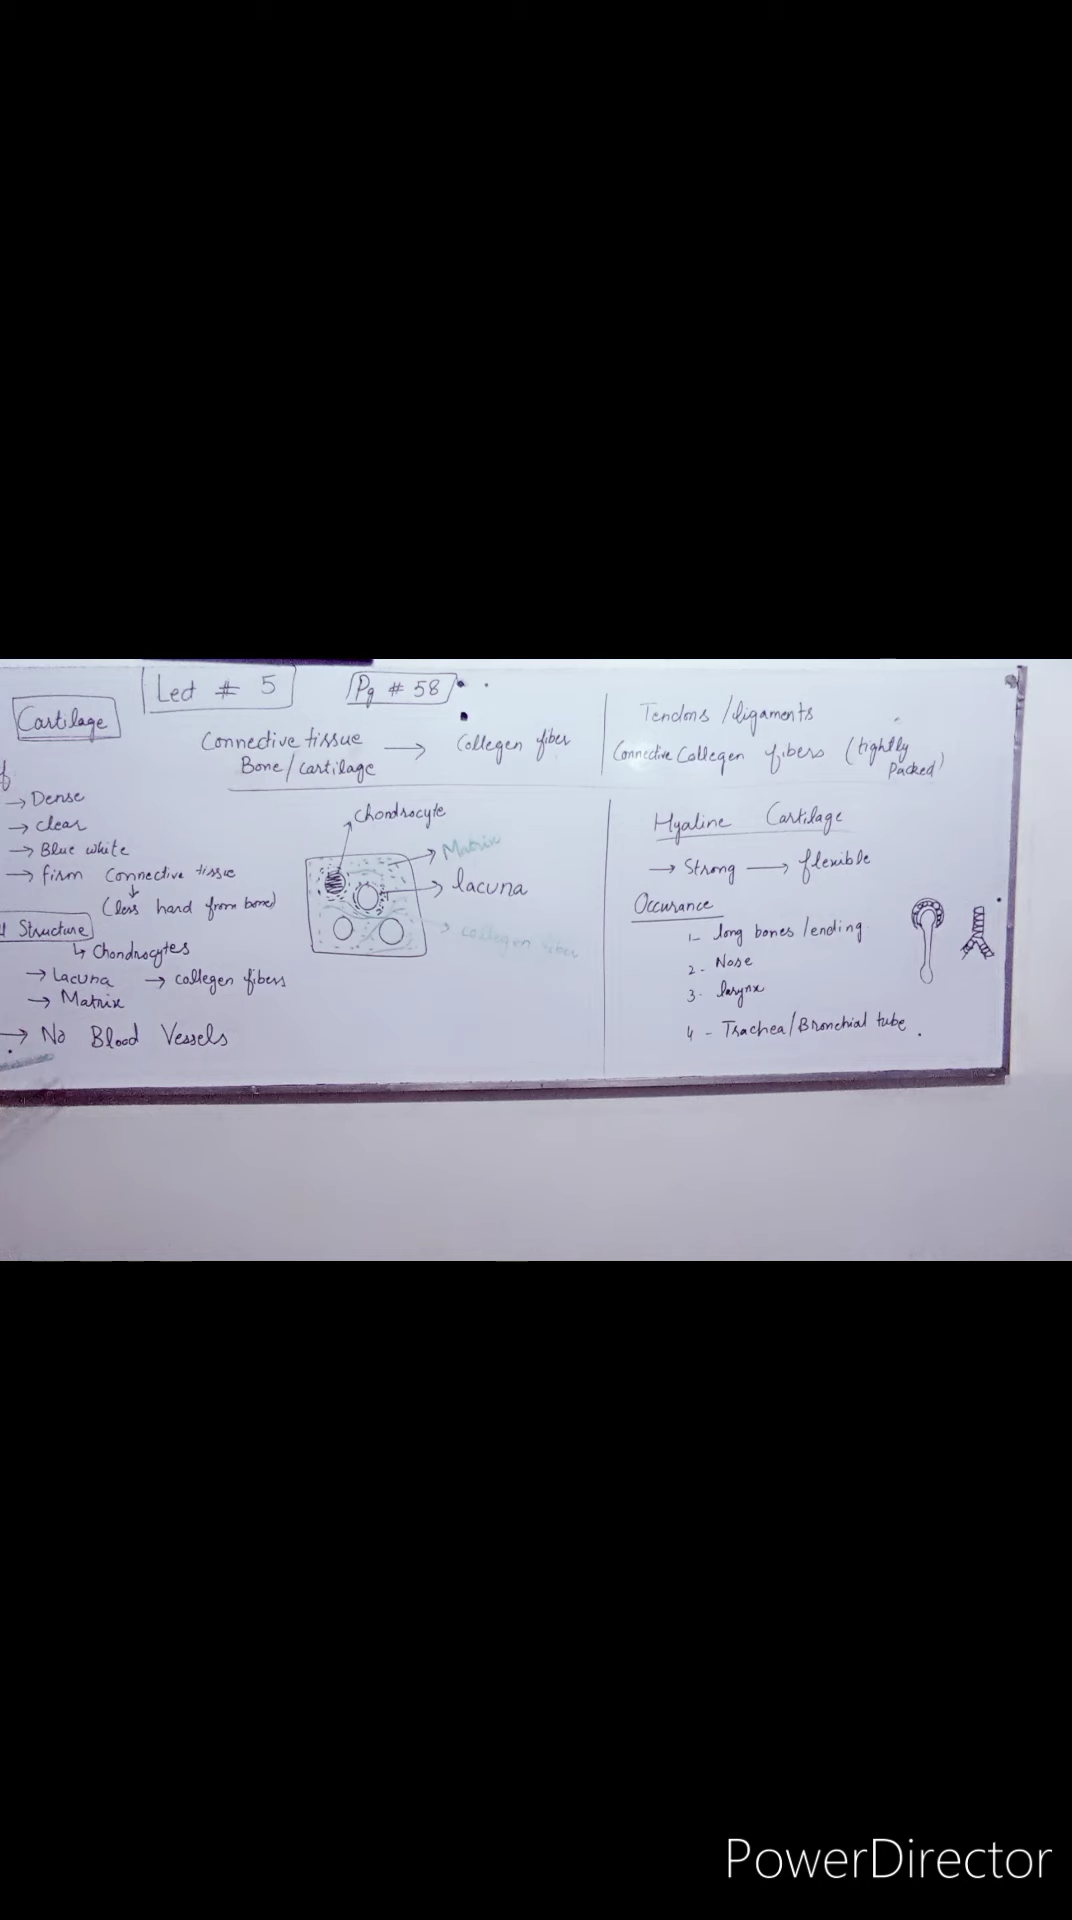 Lect # 5
Pg # 58
Cartilage
Connective tissue → Collegen fiber
Bone/cartilage
Tendons/ligaments
Connective Collegen fibers (tightly
Packed)
→ Dense
→ clear
→ Blue white
→ firm Connective tissue
↓
(less hard from bone)
Structure
↳ Chondrocytes
→ Lacuna → collegen fibers
→ Matrix
→ No Blood Vessels
Chondrocyte
→ Matrix
→ lacuna
→ collegen fiber
Hyaline Cartilage
→ Strong → flexible
Occurance
1- long bones/ending
2- Nose
3- larynx
4- Trachea/Bronchial tube.
PowerDirector